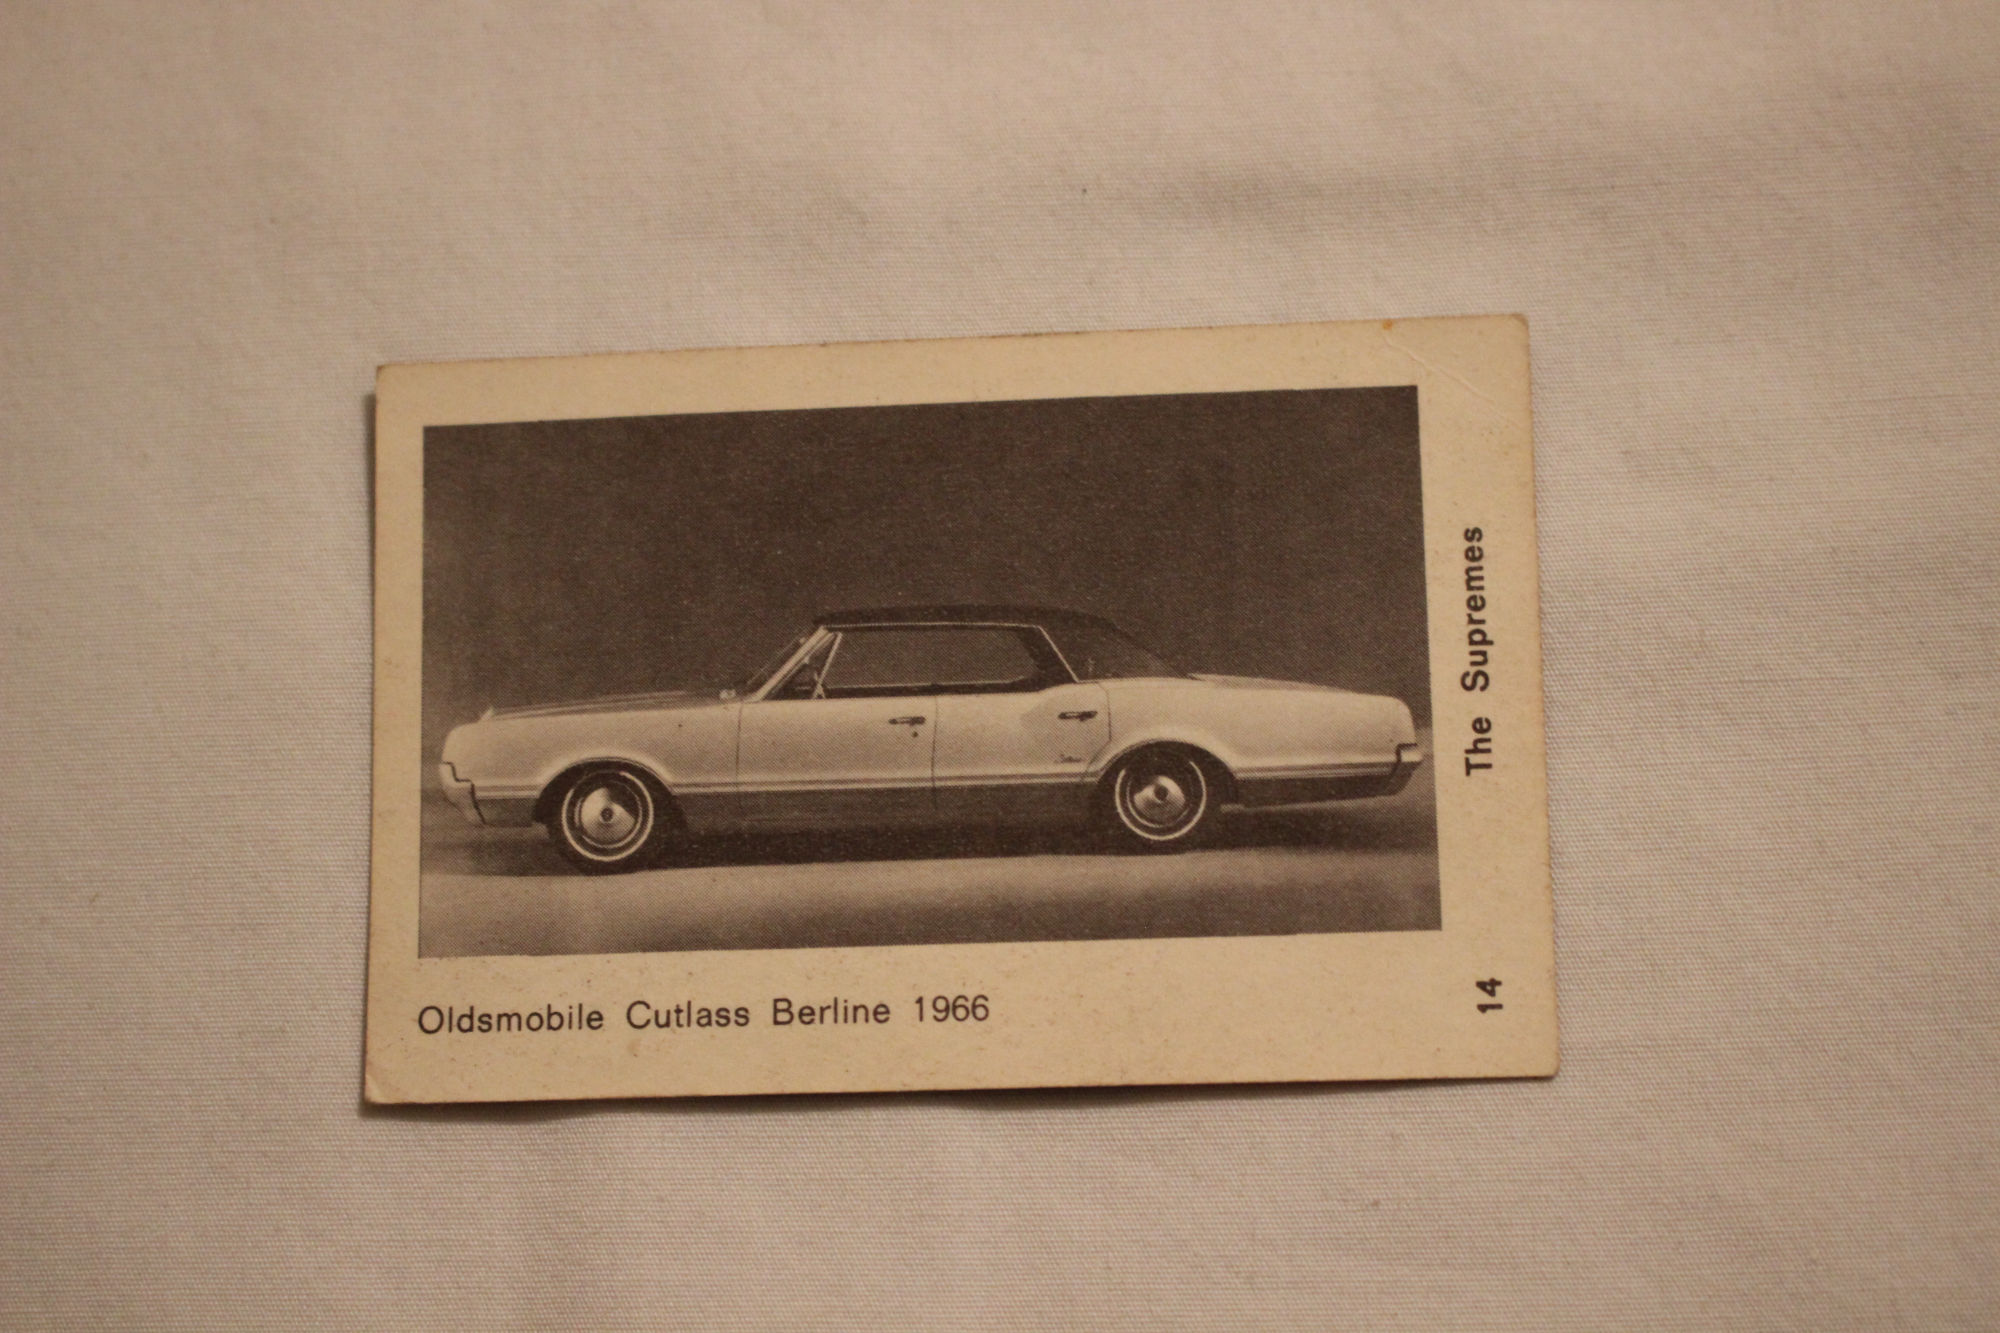 Oldsmobile Cutlass Berline 1966
The Supremes
14